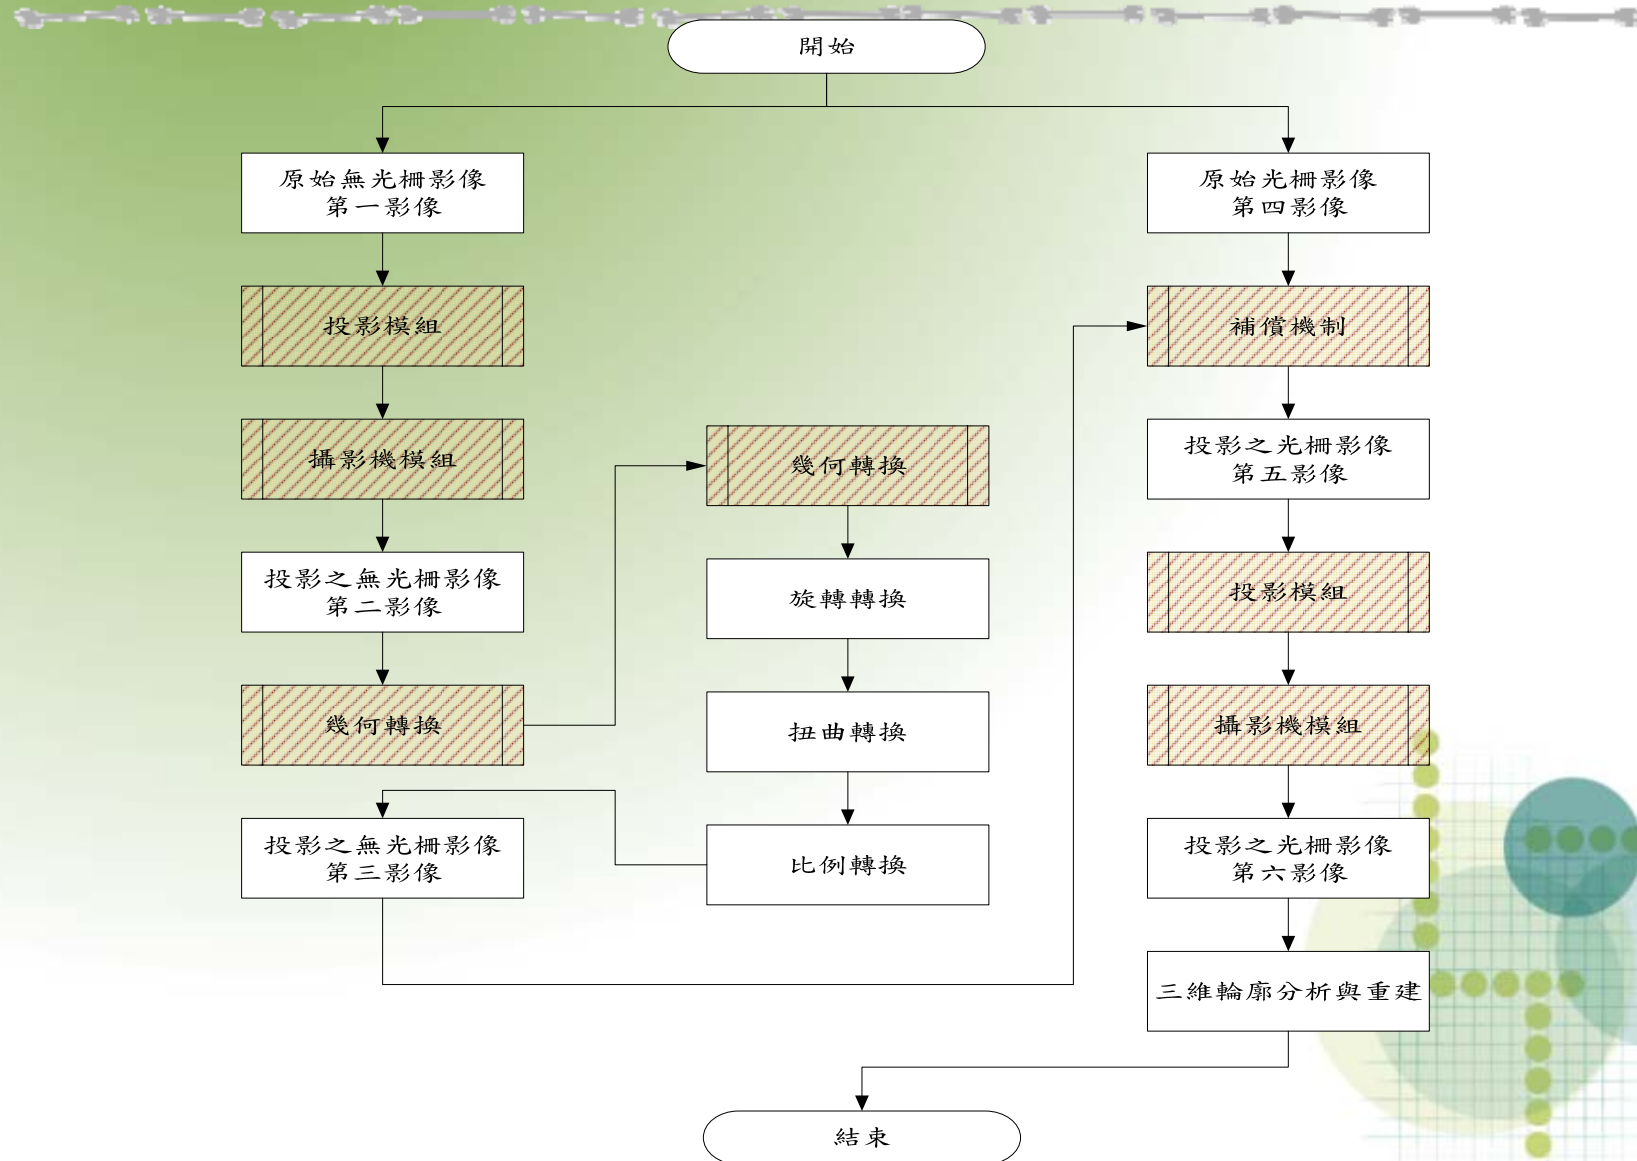 開始
原始無光柵影像
第一影像
投影模組
攝影機模組
投影之無光柵影像
第二影像
幾何轉換
投影之無光柵影像
第三影像
幾何轉換
旋轉轉換
扭曲轉換
比例轉換
原始光柵影像
第四影像
補償機制
投影之光柵影像
第五影像
投影模組
攝影機模組
投影之光柵影像
第六影像
三維輪廓分析與重建
結束